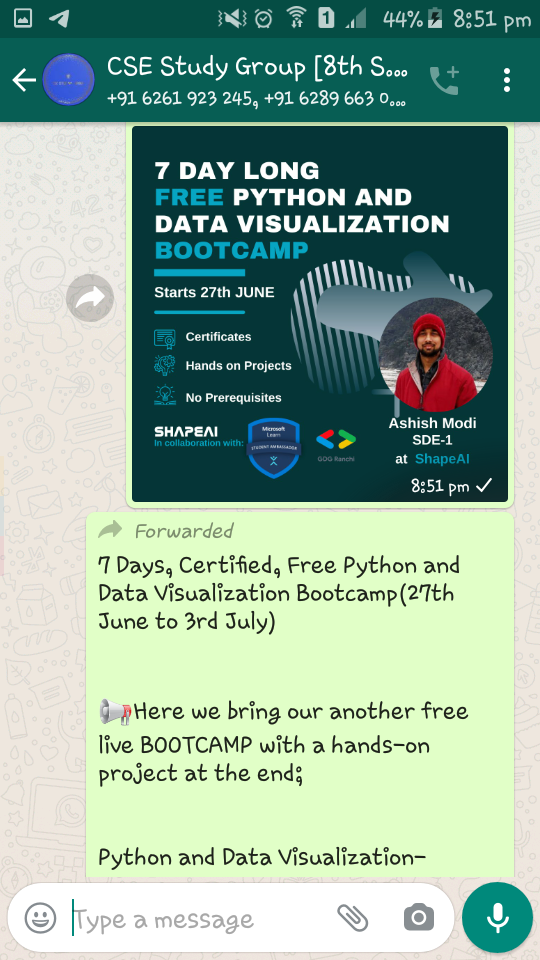 44% 8:51 pm
CSE Study Group [8th S...
+91 6261 923 245, +91 6289 663 0...
7 DAY LONG
FREE PYTHON AND
DATA VISUALIZATION
BOOTCAMP
Starts 27th JUNE
Certificates
Hands on Projects
No Prerequisites
SHAPEAI
In collaboration with:
Microsoft
Learn
STUDENT AMBASSADOR
GDG Ranchi
Ashish Modi
SDE-1
at ShapeAI
8:51 pm
Forwarded
7 Days, Certified, Free Python and
Data Visualization Bootcamp(27th
June to 3rd July)
Here we bring our another free
live BOOTCAMP with a hands-on
project at the end;
Python and Data Visualization-
Type a message